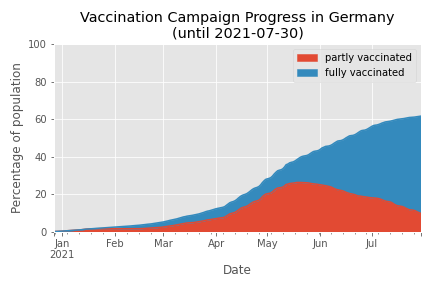 Vaccination Campaign Progress in Germany
(until 2021-07-30)
partly vaccinated
fully vaccinated
Percentage of population
100
80
60
40
20
0
Jan Feb Mar Apr May Jun Jul
2021
Date